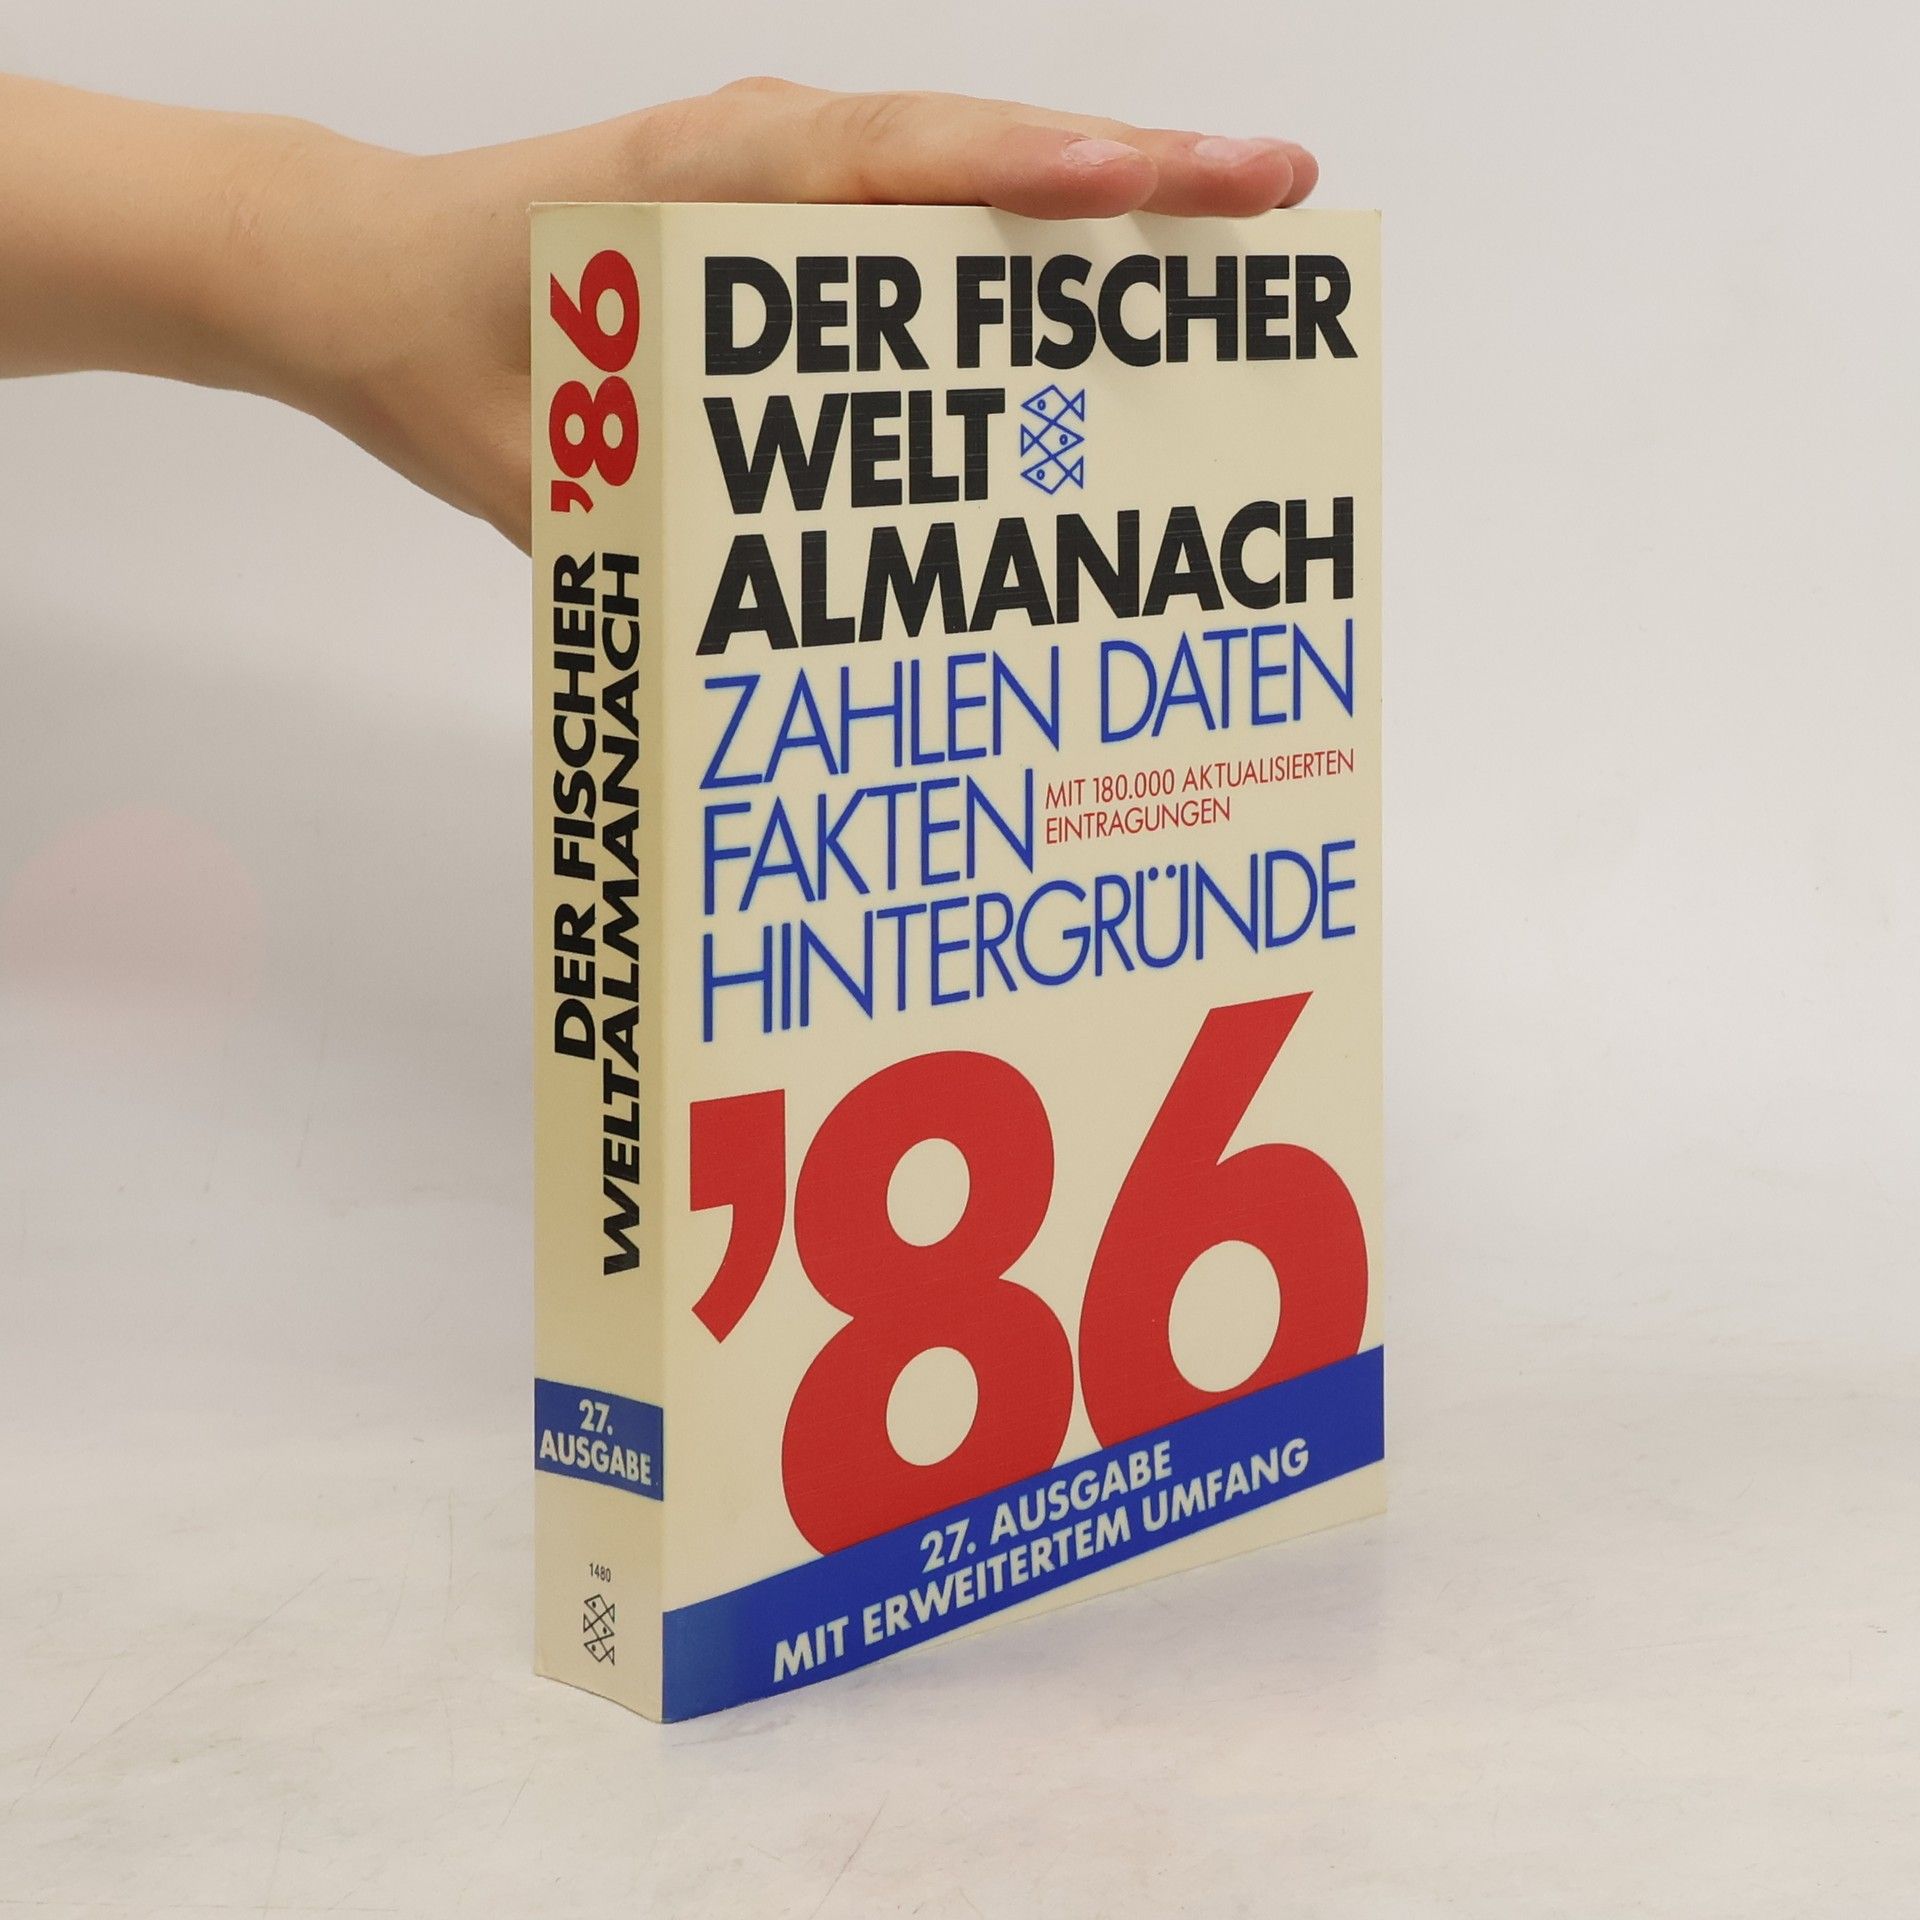 DER FISCHER
WELT
ALMANACH
ZAHLEN DATEN
FAKTEN
MIT 180.000 AKTUALISIERTEN
EINTRAGUNGEN
HINTERGRÜNDE
'86
27. AUSGABE
MIT ERWEITERTEM UMFANG
DER FISCHER
WELTALMANACH
'86
27.
AUSGABE
1480